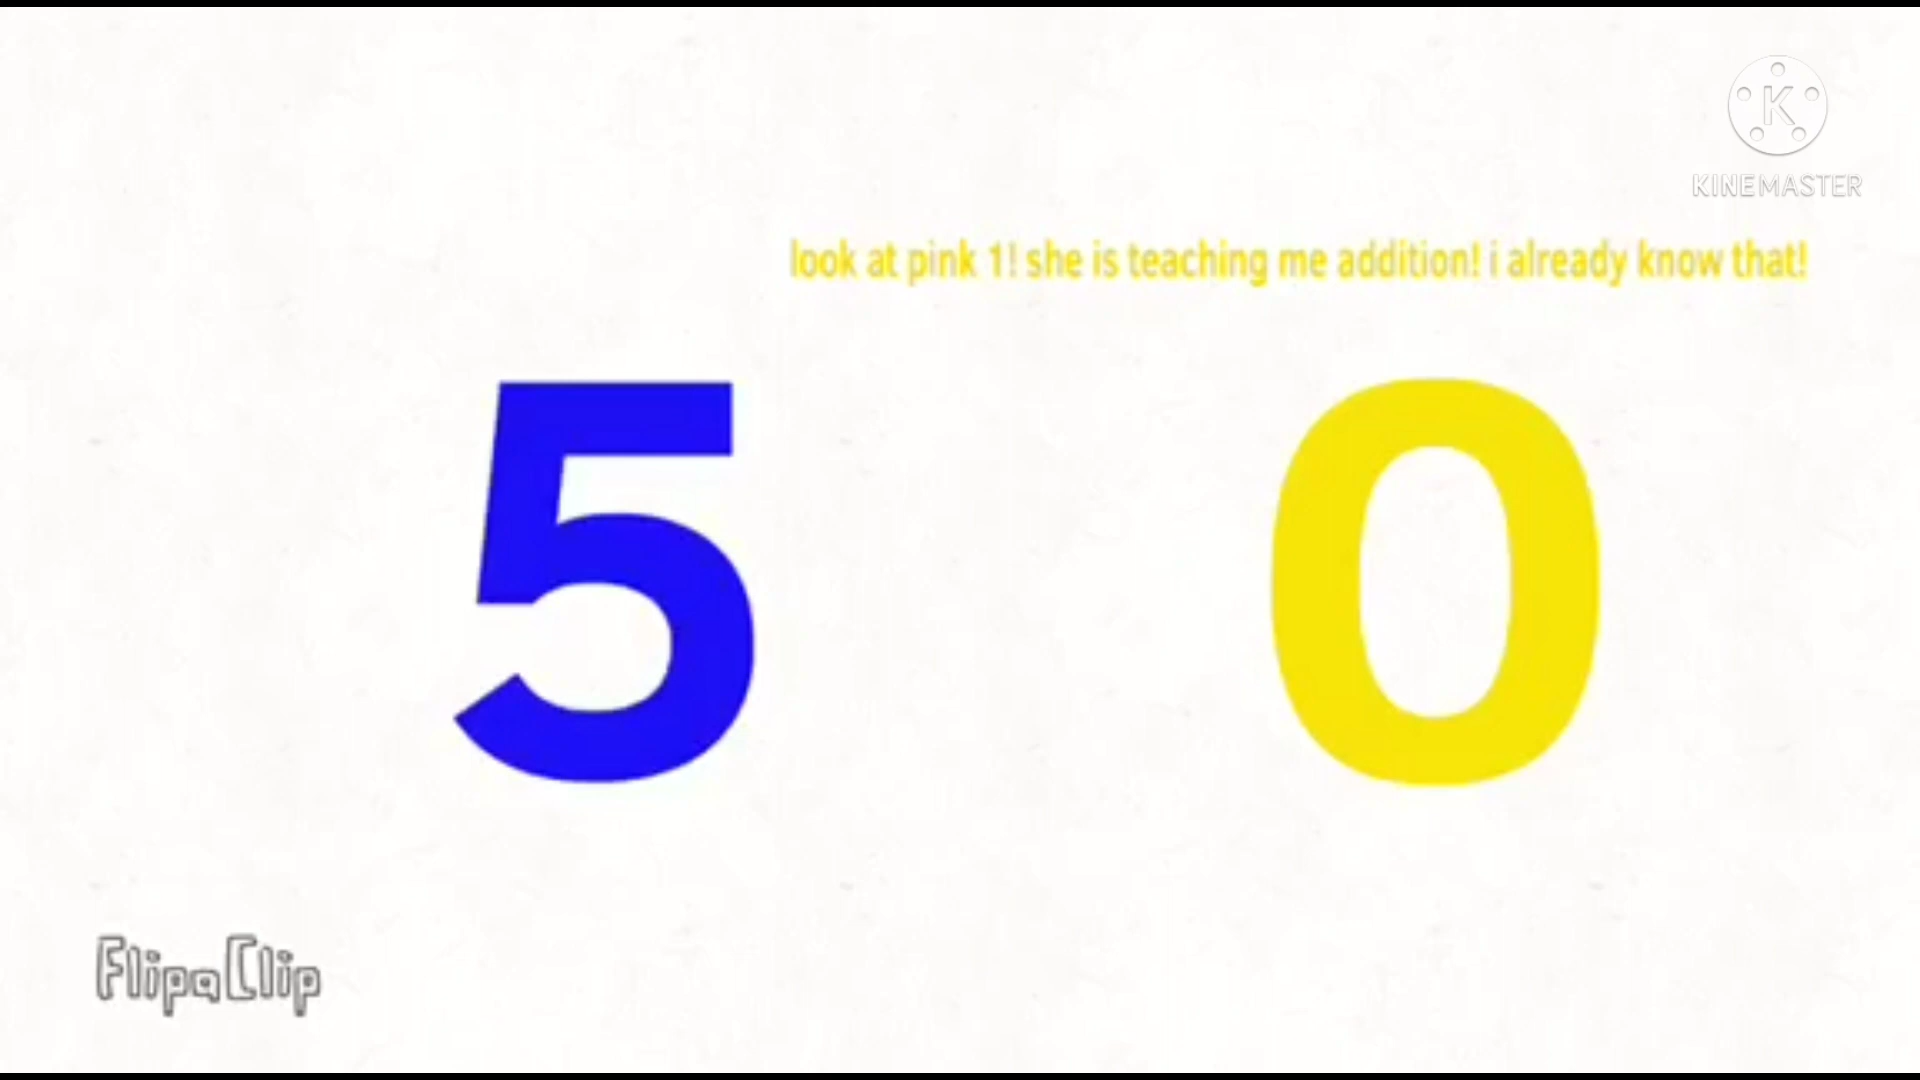 K
KINEMASTER
look at pink 1! she is teaching me addition! i already know that!
5 0
FlipaClip